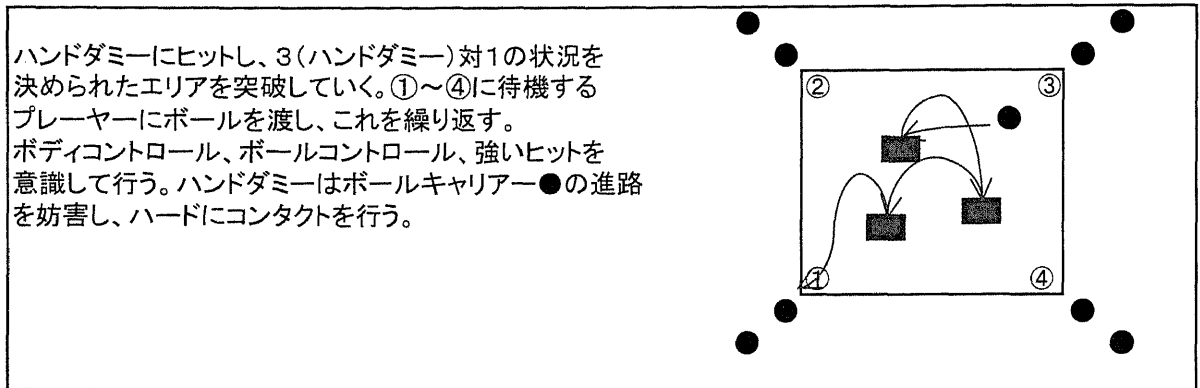 ハンドダミーにヒットし、3(ハンドダミー)対1の状況を
決められたエリアを突破していく。①～④に待機する
プレーヤーにボールを渡し、これを繰り返す。
ボディコントロール、ボールコントロール、強いヒットを
意識して行う。ハンドダミーはボールキャリアー●の進路
を妨害し、ハードにコンタクトを行う。
② ③
① ④